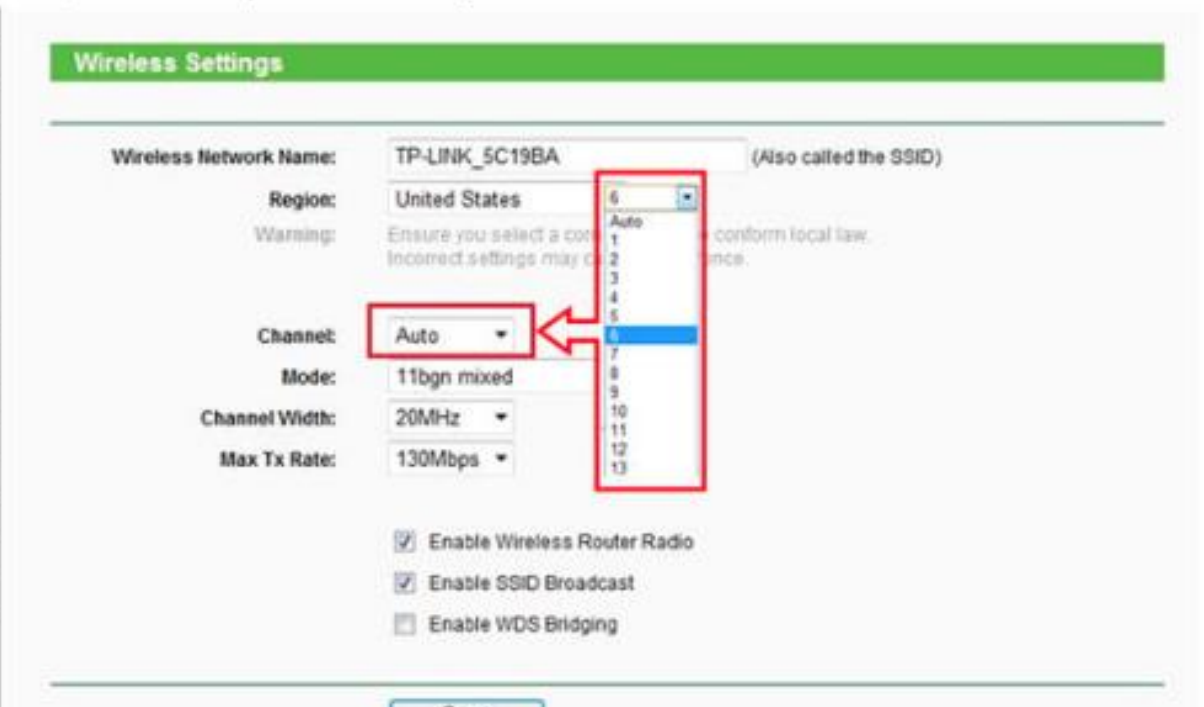 Wireless Settings
Wireless Network Name: TP-LINK_5C19BA (Also called the SSID)
Region: United States
Warning: Ensure you select a conform local law.
Incorrect settings may
6
Auto
1
2
3
4
5
6
7
8
9
10
11
12
13
Channel: Auto
Mode: 11bgn mixed
Channel Width: 20MHz
Max Tx Rate: 130Mbps
Enable Wireless Router Radio
Enable SSID Broadcast
Enable WDS Bridging